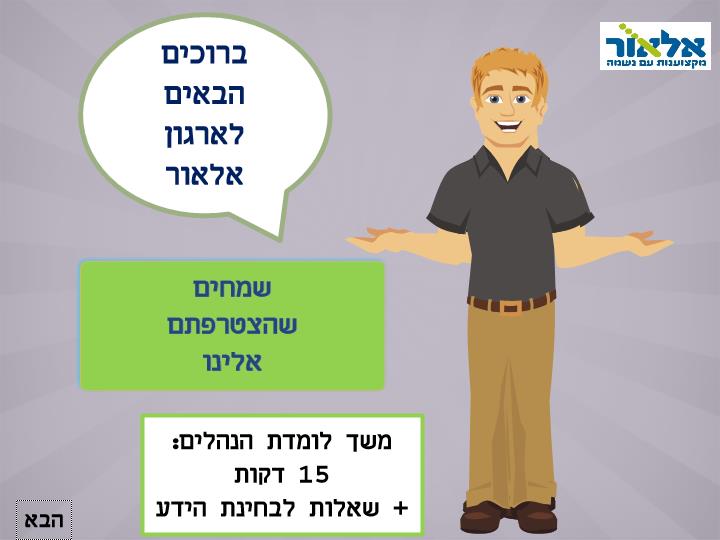 ברוכים
הבאים
לארגון
אלאור
אליאור
מקצוענות עם נשמה
שמחים
שהצטרפתם
אלינו
משך לומדת הנהלים:
15 דקות
+ שאלות לבחינת הידע
הבא